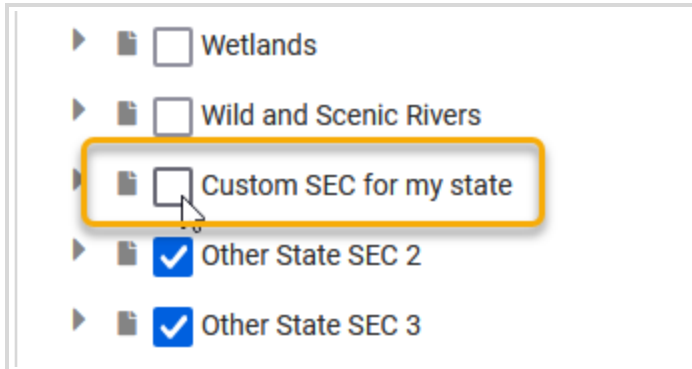 Wetlands
Wild and Scenic Rivers
Custom SEC for my state
Other State SEC 2
Other State SEC 3